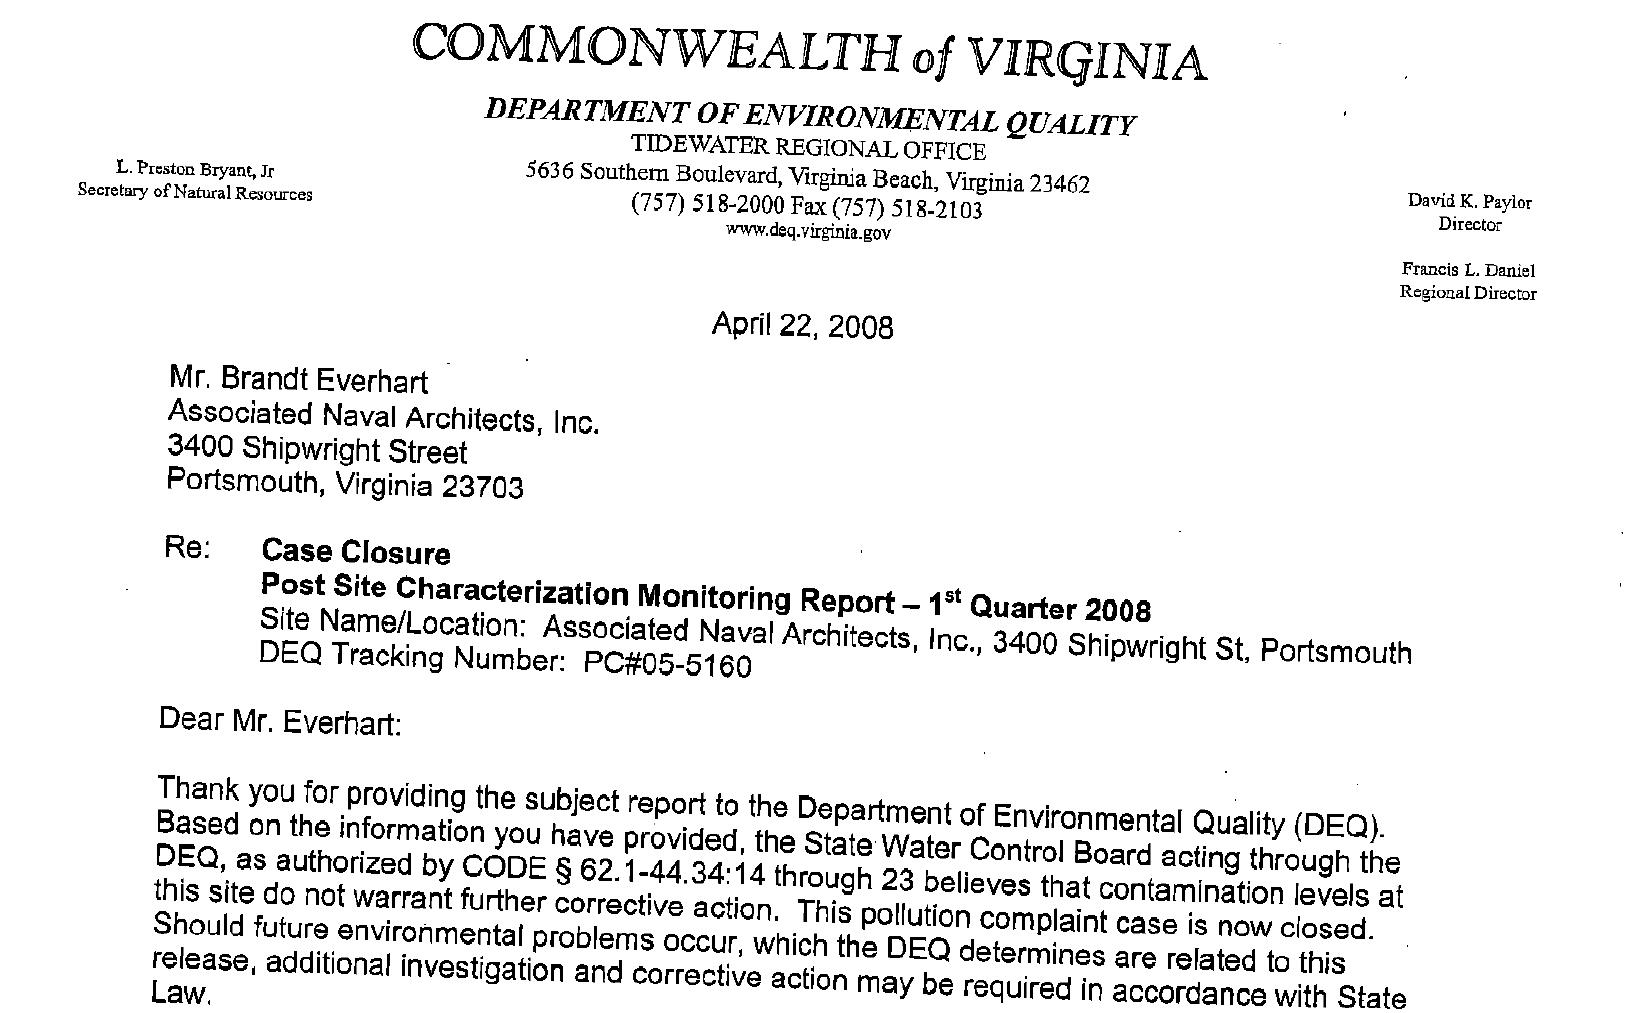 COMMONWEALTH of VIRGINIA
DEPARTMENT OF ENVIRONMENTAL QUALITY
TIDEWATER REGIONAL OFFICE
5636 Southern Boulevard, Virginia Beach, Virginia 23462
(757) 518-2000 Fax (757) 518-2103
www.deq.virginia.gov
L. Preston Bryant, Jr
Secretary of Natural Resources
David K. Paylor
Director
Francis L. Daniel
Regional Director
April 22, 2008
Mr. Brandt Everhart
Associated Naval Architects, Inc.
3400 Shipwright Street
Portsmouth, Virginia 23703
Re: Case Closure
Post Site Characterization Monitoring Report – 1st Quarter 2008
Site Name/Location: Associated Naval Architects, Inc., 3400 Shipwright St, Portsmouth
DEQ Tracking Number: PC#05-5160
Dear Mr. Everhart:
Thank you for providing the subject report to the Department of Environmental Quality (DEQ).
Based on the information you have provided, the State Water Control Board acting through the
DEQ, as authorized by CODE § 62.1-44.34:14 through 23 believes that contamination levels at
this site do not warrant further corrective action. This pollution complaint case is now closed.
Should future environmental problems occur, which the DEQ determines are related to this
release, additional investigation and corrective action may be required in accordance with State
Law.